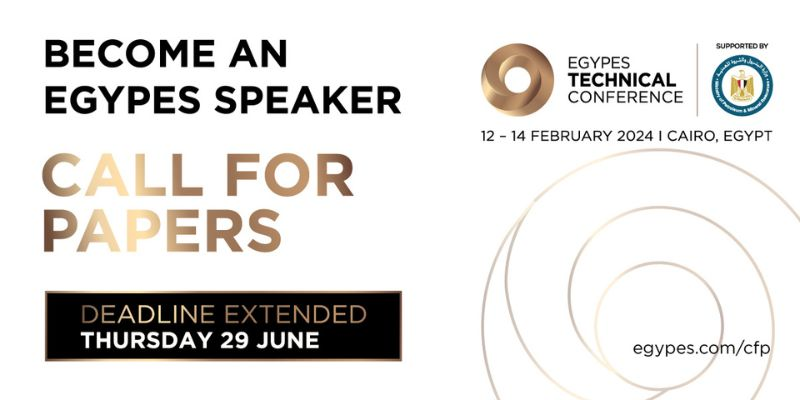 BECOME AN
EGYPES SPEAKER
CALL FOR
PAPERS
DEADLINE EXTENDED
THURSDAY 29 JUNE
EGYPES
TECHNICAL
CONFERENCE
SUPPORTED BY
12 – 14 FEBRUARY 2024 I CAIRO, EGYPT
egypes.com/cfp